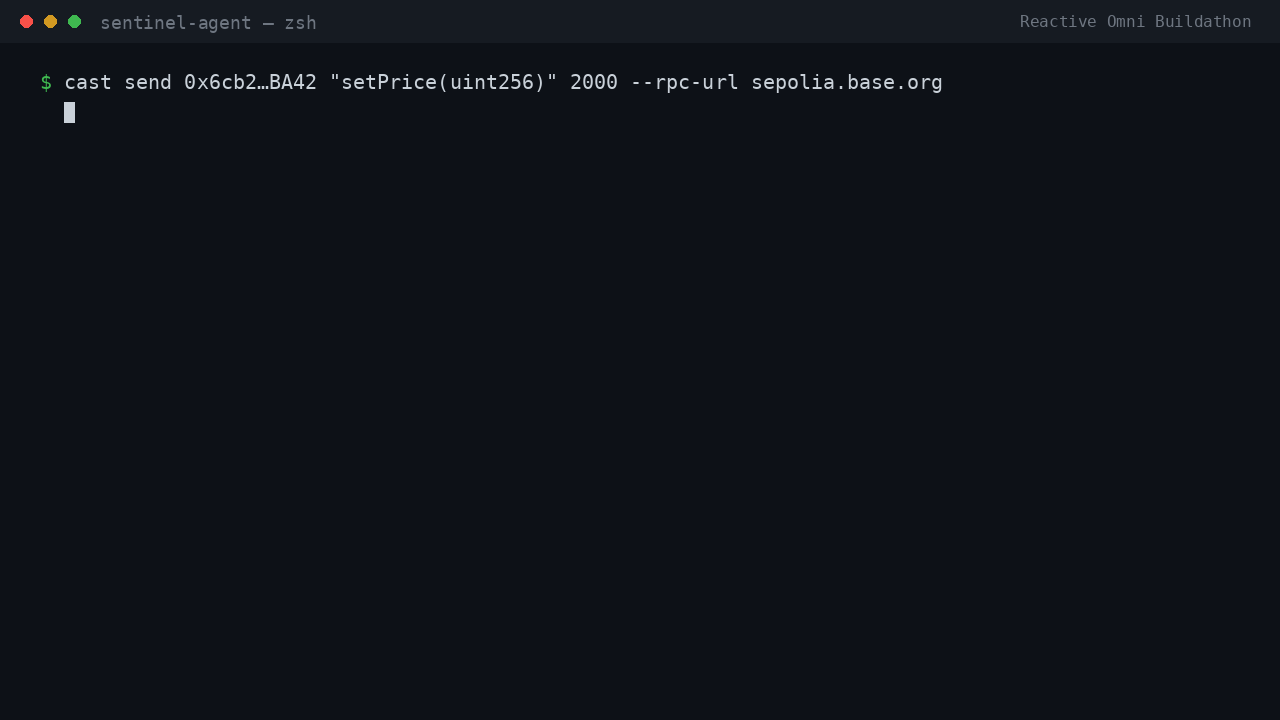 sentinel-agent — zsh
Reactive Omni Buildathon
$ cast send 0x6cb2…BA42 "setPrice(uint256)" 2000 --rpc-url sepolia.base.org